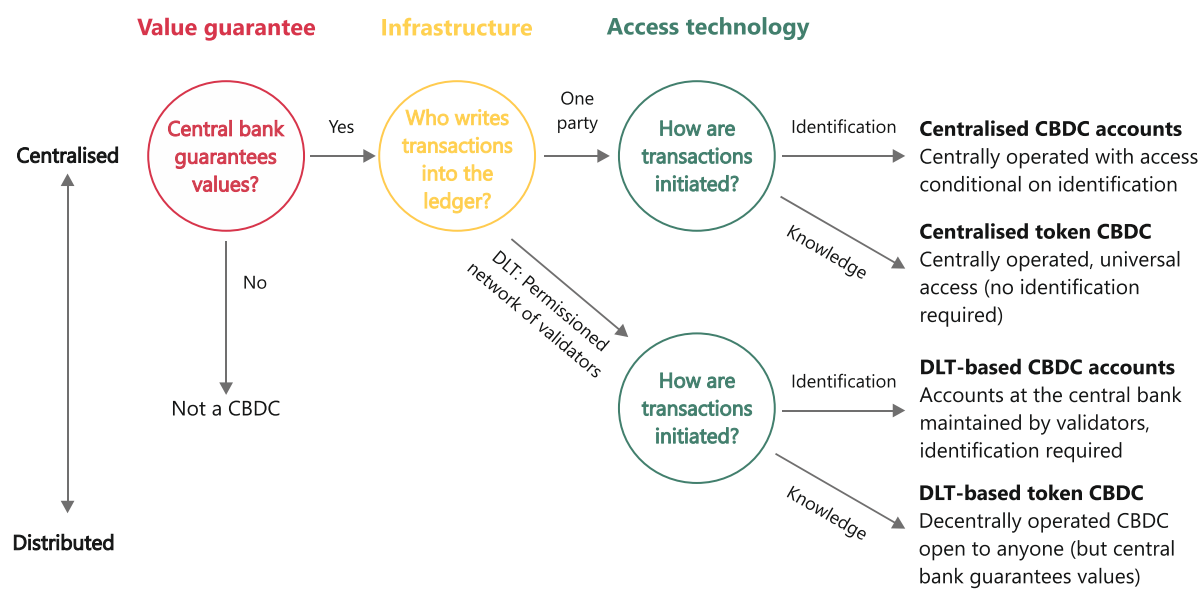 Value guarantee
Infrastructure
Access technology
Centralised
Distributed
Central bank
guarantees
values?
Yes
No
Not a CBDC
Who writes
transactions
into the
ledger?
One
party
DLT: Permissioned
network of validators
How are
transactions
initiated?
Identification
Knowledge
Centralised CBDC accounts
Centrally operated with access
conditional on identification
Centralised token CBDC
Centrally operated, universal
access (no identification
required)
How are
transactions
initiated?
Identification
Knowledge
DLT-based CBDC accounts
Accounts at the central bank
maintained by validators,
identification required
DLT-based token CBDC
Decentrally operated CBDC
open to anyone (but central
bank guarantees values)